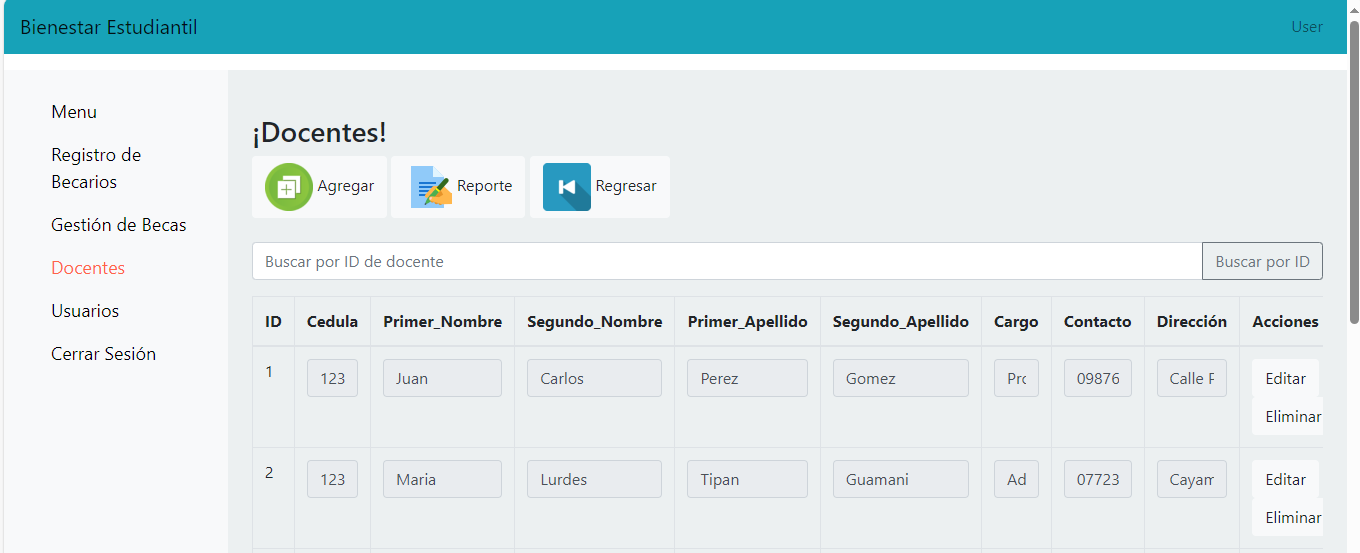 Bienestar Estudiantil
User
Menu
Registro de
Becarios
Gestión de Becas
Docentes
Usuarios
Cerrar Sesión
¡Docentes!
Agregar Reporte Regresar
Buscar por ID de docente Buscar por ID
ID Cedula Primer_Nombre Segundo_Nombre Primer_Apellido Segundo_Apellido Cargo Contacto Dirección Acciones
1 123 Juan Carlos Perez Gomez 09876 Calle Editar
Eliminar
2 123 Maria Lurdes Tipan Guamani Ad 07723 Cayam Editar
Eliminar